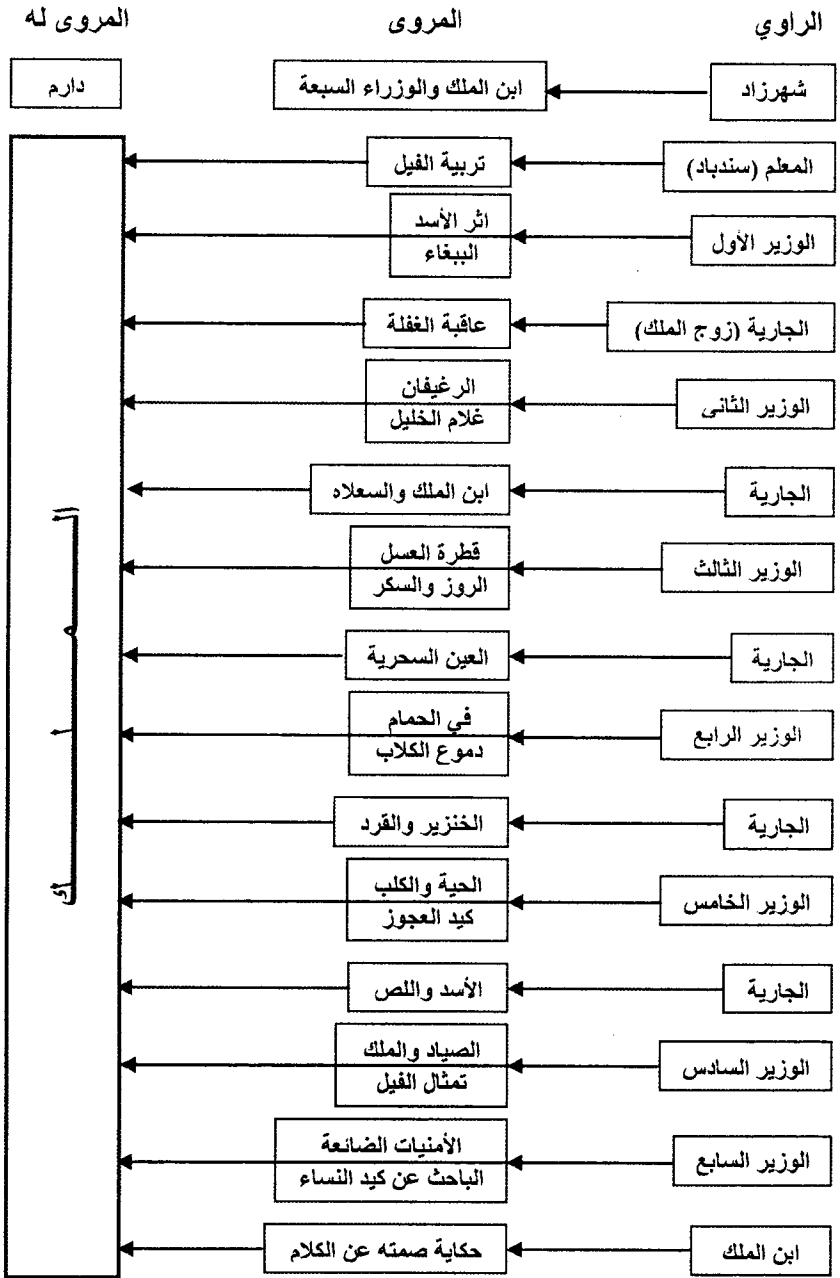 الراوي المروى المروى له
شهرزاد ابن الملك والوزراء السبعة دارم
المعلم (سندباد) تربية الفيل
الوزير الأول اثر الأسد
الببغاء
الجارية (زوج الملك) عاقبة الغفلة
الوزير الثانى الرغيفان
غلام الخليل
الجارية ابن الملك والسعلاه
الوزير الثالث قطرة العسل
الروز والسكر
الجارية العين السحرية
الوزير الرابع في الحمام
دموع الكلاب
الجارية الخنزير والقرد
الوزير الخامس الحية والكلب
كيد العجوز
الجارية الأسد واللص
الوزير السادس الصياد والملك
تمثال الفيل
الوزير السابع الأمنيات الضائعة
الباحث عن كيد النساء
ابن الملك حكاية صمته عن الكلام
الملك